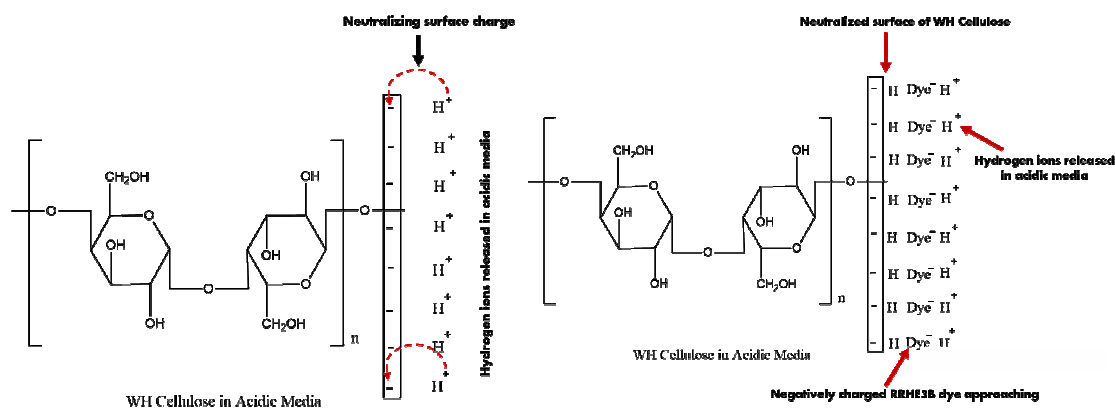 Neutralizing surface charge
- H+
- H+
- H+
- H+
- H+
- H+
- H+
- H+
Hydrogen ions released in acidic media
CH2OH
O
OH
OH
O
OH
O
OH
O
CH2OH
O
n
WH Cellulose in Acidic Media
Neutralized surface of WH Cellulose
- H Dye- H+
- H Dye- H+
- H Dye- H+
- H Dye- H+
- H Dye- H+
- H Dye- H+
- H Dye- H+
- H Dye- H+
Hydrogen ions released
in acidic media
CH2OH
O
OH
OH
O
OH
O
OH
O
CH2OH
O
n
WH Cellulose in Acidic Media
Negatively charged RRHE3B dye approaching